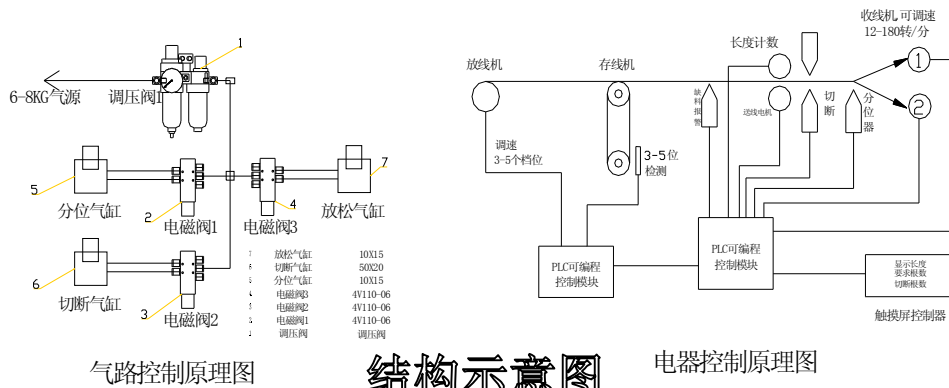 1
6-8KG气源
调压阀1
5
分位气缸
2
电磁阀1
4
电磁阀3
7
放松气缸
6
切断气缸
3
电磁阀2
放松气缸 10X15
切断气缸 50X20
分位气缸 10X15
电磁阀3 4V110-06
电磁阀2 4V110-06
电磁阀1 4V110-06
调压阀 调压阀
气路控制原理图
结构示意图
放线机
存线机
长度计数
收线机,可调速
12-180转/分
1
2
缺料报警
送线电机
切断
分位器
调速
3-5个档位
3-5位
检测
PLC可编程
控制模块
PLC可编程
控制模块
显示长度
要求根数
切断根数
触摸屏控制器
电器控制原理图